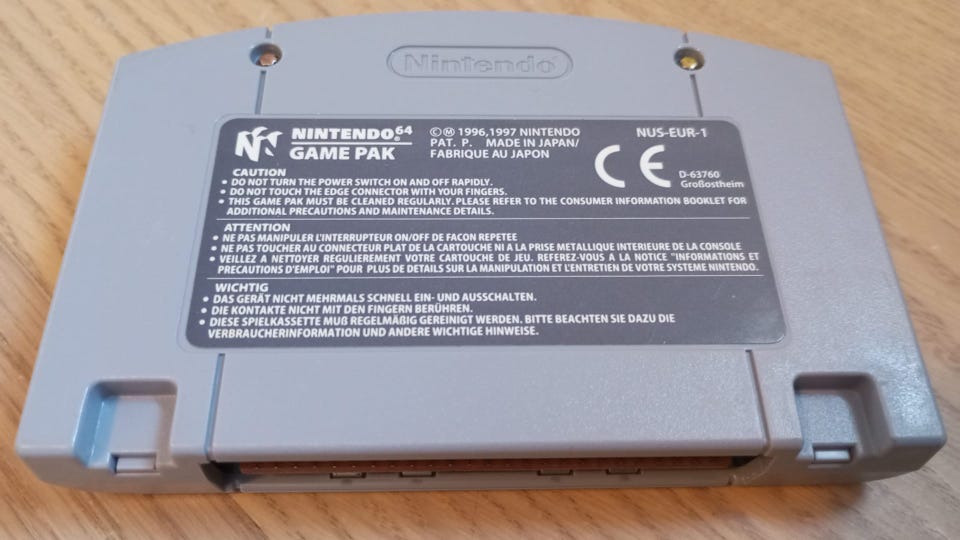 Nintendo
NINTENDO64®
GAME PAK
©Ⓜ 1996,1997 NINTENDO
PAT. P. MADE IN JAPAN/
FABRIQUE AU JAPON
NUS-EUR-1
CE
D-63760
Großostheim
CAUTION
• DO NOT TURN THE POWER SWITCH ON AND OFF RAPIDLY.
• DO NOT TOUCH THE EDGE CONNECTOR WITH YOUR FINGERS.
• THIS GAME PAK MUST BE CLEANED REGULARLY. PLEASE REFER TO THE CONSUMER INFORMATION BOOKLET FOR
ADDITIONAL PRECAUTIONS AND MAINTENANCE DETAILS.
ATTENTION
• NE PAS MANIPULER L'INTERRUPTEUR ON/OFF DE FACON REPETEE
• NE PAS TOUCHER AU CONNECTEUR PLAT DE LA CARTOUCHE NI A LA PRISE METALLIQUE INTERIEURE DE LA CONSOLE
• VEILLEZ A NETTOYER REGULIEREMENT VOTRE CARTOUCHE DE JEU. REFEREZ-VOUS A LA NOTICE "INFORMATIONS ET
PRECAUTIONS D'EMPLOI" POUR PLUS DE DETAILS SUR LA MANIPULATION ET L'ENTRETIEN DE VOTRE SYSTEME NINTENDO.
WICHTIG
• DAS GERÄT NICHT MEHRMALS SCHNELL EIN- UND AUSSCHALTEN.
• DIE KONTAKTE NICHT MIT DEN FINGERN BERÜHREN.
• DIESE SPIELKASSETTE MUß REGELMÄßIG GEREINIGT WERDEN. BITTE BEACHTEN SIE DAZU DIE
VERBRAUCHERINFORMATION UND ANDERE WICHTIGE HINWEISE.